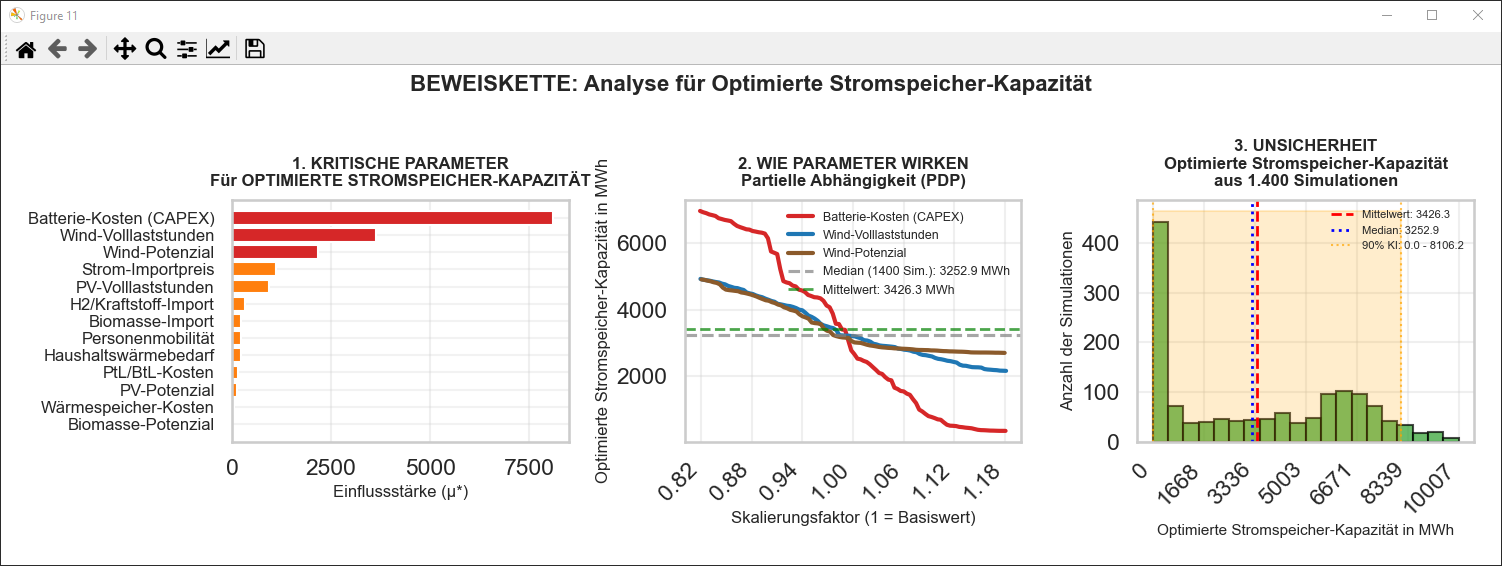 Figure 11
BEWEISKETTE: Analyse für Optimierte Stromspeicher-Kapazität
1. KRITISCHE PARAMETER
Für OPTIMIERTE STROMSPEICHER-KAPAZITÄT
Batterie-Kosten (CAPEX)
Wind-Volllaststunden
Wind-Potenzial
Strom-Importpreis
PV-Volllaststunden
H2/Kraftstoff-Import
Biomasse-Import
Personenmobilität
Haushaltswärmebedarf
PtL/BtL-Kosten
PV-Potenzial
Wärmespeicher-Kosten
Biomasse-Potenzial
0
2500
5000
7500
Einflussstärke (μ*)
2. WIE PARAMETER WIRKEN
Partielle Abhängigkeit (PDP)
Optimierte Stromspeicher-Kapazität in MWh
6000
4000
2000
Batterie-Kosten (CAPEX)
Wind-Volllaststunden
Wind-Potenzial
Median (1400 Sim.): 3252.9 MWh
Mittelwert: 3426.3 MWh
0.82
0.88
0.94
1.00
1.06
1.12
1.18
Skalierungsfaktor (1 = Basiswert)
3. UNSICHERHEIT
Optimierte Stromspeicher-Kapazität
aus 1.400 Simulationen
Anzahl der Simulationen
400
300
200
100
0
Mittelwert: 3426.3
Median: 3252.9
90% KI: 0.0 - 8106.2
0
1668
3336
5003
6671
8339
10007
Optimierte Stromspeicher-Kapazität in MWh